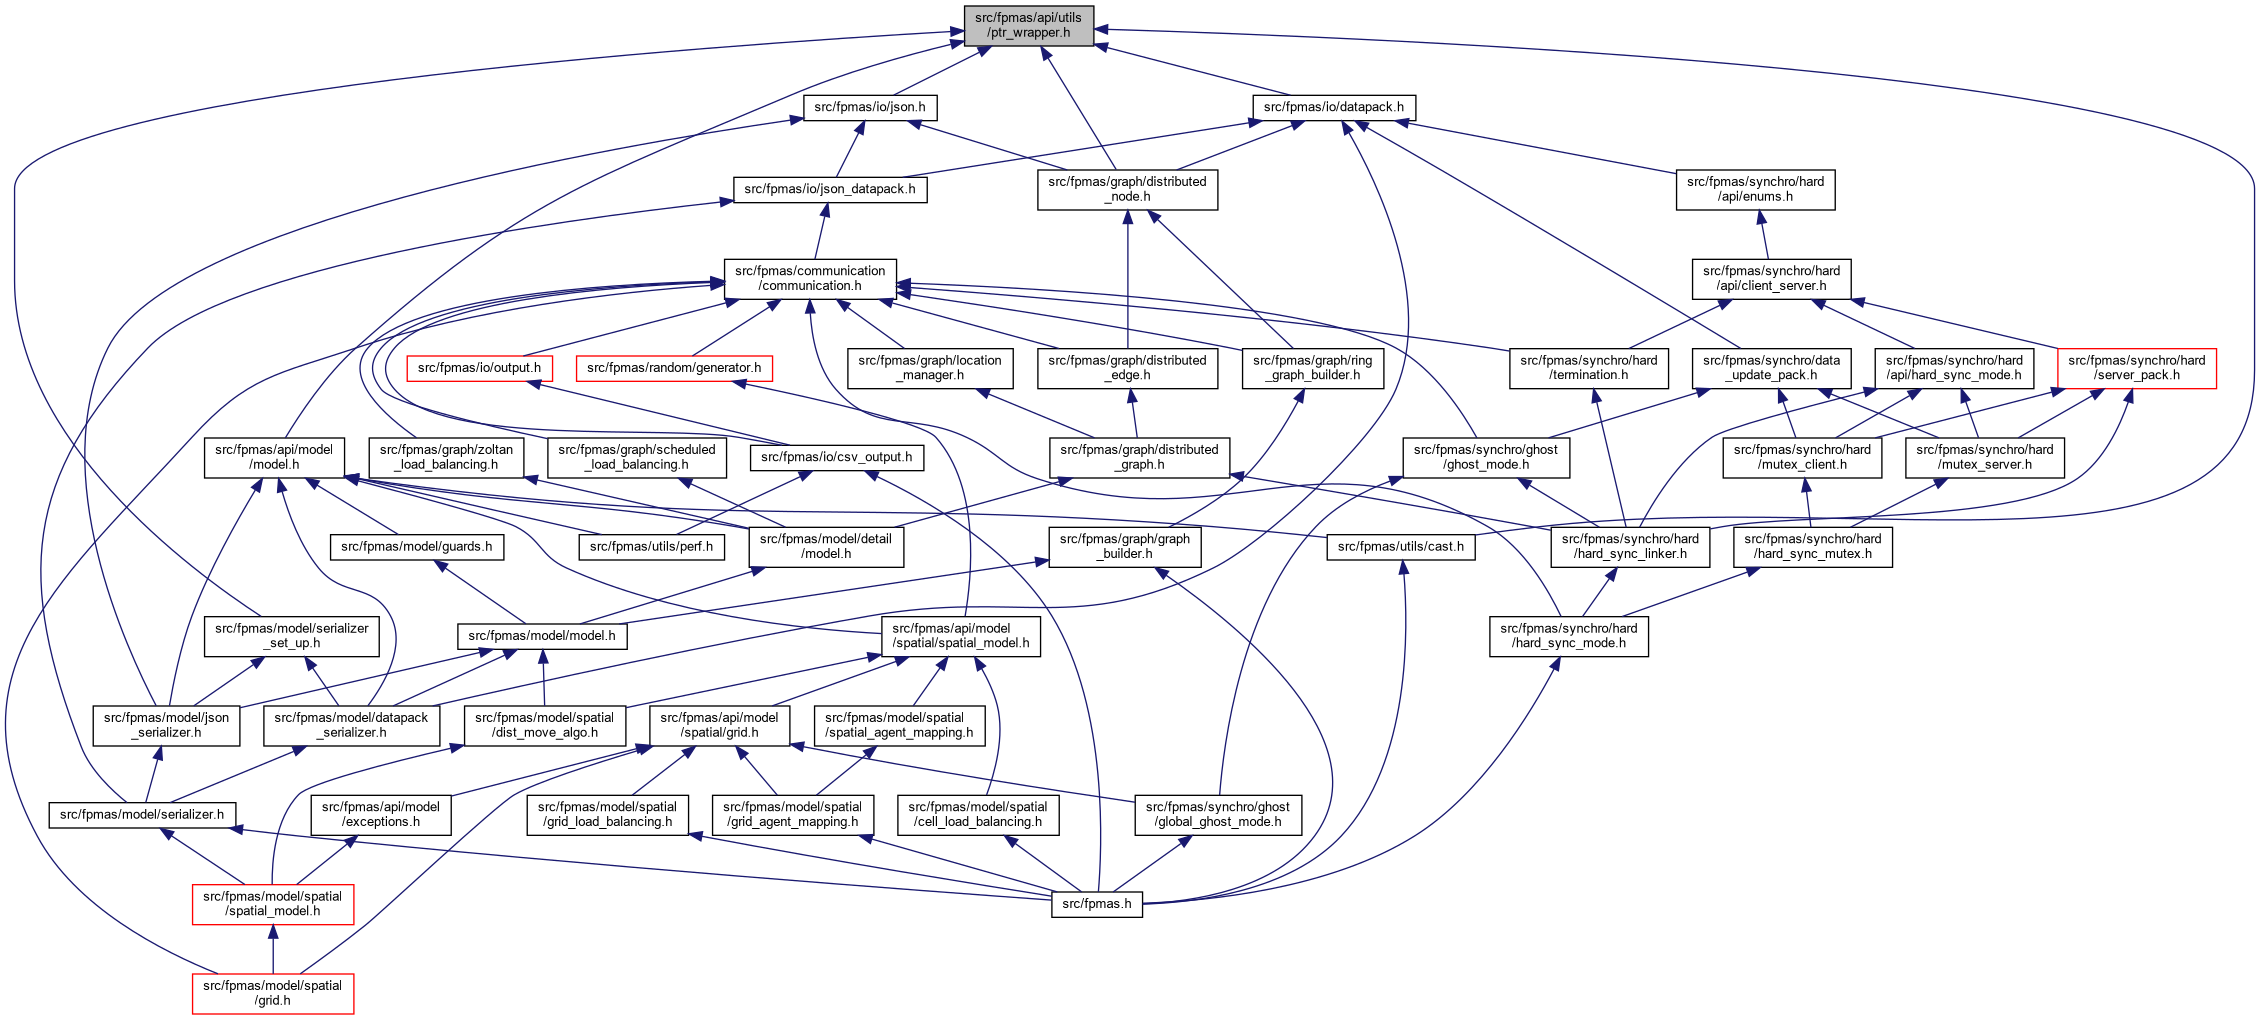 src/fpmas/api/utils
/ptr_wrapper.h
src/fpmas/io/json.h
src/fpmas/io/datapack.h
src/fpmas/io/json_datapack.h
src/fpmas/graph/distributed
_node.h
src/fpmas/synchro/hard
/api/enums.h
src/fpmas/communication
/communication.h
src/fpmas/synchro/hard
/api/client_server.h
src/fpmas/io/output.h
src/fpmas/random/generator.h
src/fpmas/graph/location
_manager.h
src/fpmas/graph/distributed
_edge.h
src/fpmas/graph/ring
_graph_builder.h
src/fpmas/synchro/hard
/termination.h
src/fpmas/synchro/data
_update_pack.h
src/fpmas/synchro/hard
/api/hard_sync_mode.h
src/fpmas/synchro/hard
/server_pack.h
src/fpmas/api/model
/model.h
src/fpmas/graph/zoltan
_load_balancing.h
src/fpmas/graph/scheduled
_load_balancing.h
src/fpmas/io/csv_output.h
src/fpmas/graph/distributed
_graph.h
src/fpmas/synchro/ghost
/ghost_mode.h
src/fpmas/synchro/hard
/mutex_client.h
src/fpmas/synchro/hard
/mutex_server.h
src/fpmas/model/guards.h
src/fpmas/utils/perf.h
src/fpmas/model/detail
/model.h
src/fpmas/graph/graph
_builder.h
src/fpmas/utils/cast.h
src/fpmas/synchro/hard
/hard_sync_linker.h
src/fpmas/synchro/hard
/hard_sync_mutex.h
src/fpmas/model/serializer
_set_up.h
src/fpmas/model/model.h
src/fpmas/api/model
/spatial/spatial_model.h
src/fpmas/synchro/hard
/hard_sync_mode.h
src/fpmas/model/json
_serializer.h
src/fpmas/model/datapack
_serializer.h
src/fpmas/model/spatial
/dist_move_algo.h
src/fpmas/api/model
/spatial/grid.h
src/fpmas/model/spatial
/spatial_agent_mapping.h
src/fpmas/model/serializer.h
src/fpmas/api/model
/exceptions.h
src/fpmas/model/spatial
/grid_load_balancing.h
src/fpmas/model/spatial
/grid_agent_mapping.h
src/fpmas/model/spatial
/cell_load_balancing.h
src/fpmas/synchro/ghost
/global_ghost_mode.h
src/fpmas/model/spatial
/spatial_model.h
src/fpmas.h
src/fpmas/model/spatial
/grid.h